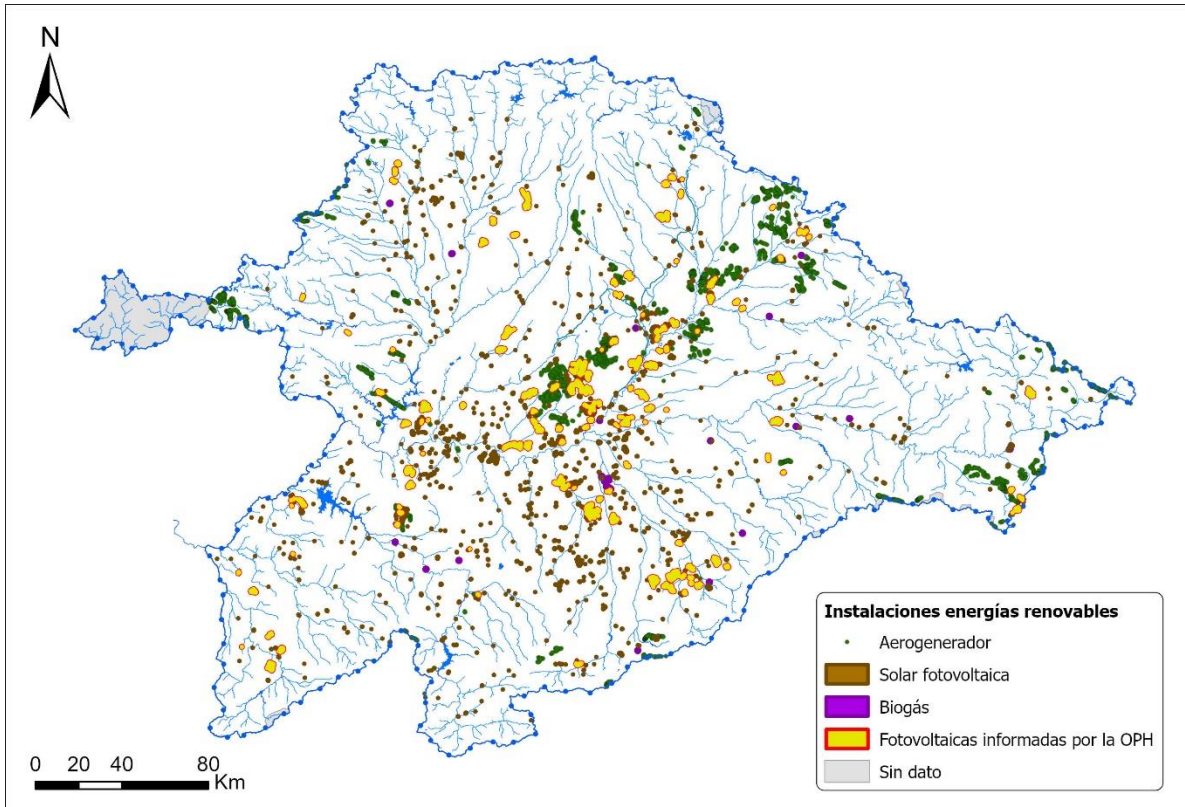 N
Instalaciones energías renovables
Aerogenerador
Solar fotovoltaica
Biogás
Fotovoltaicas informadas por la OPH
Sin dato
0 20 40 80
Km